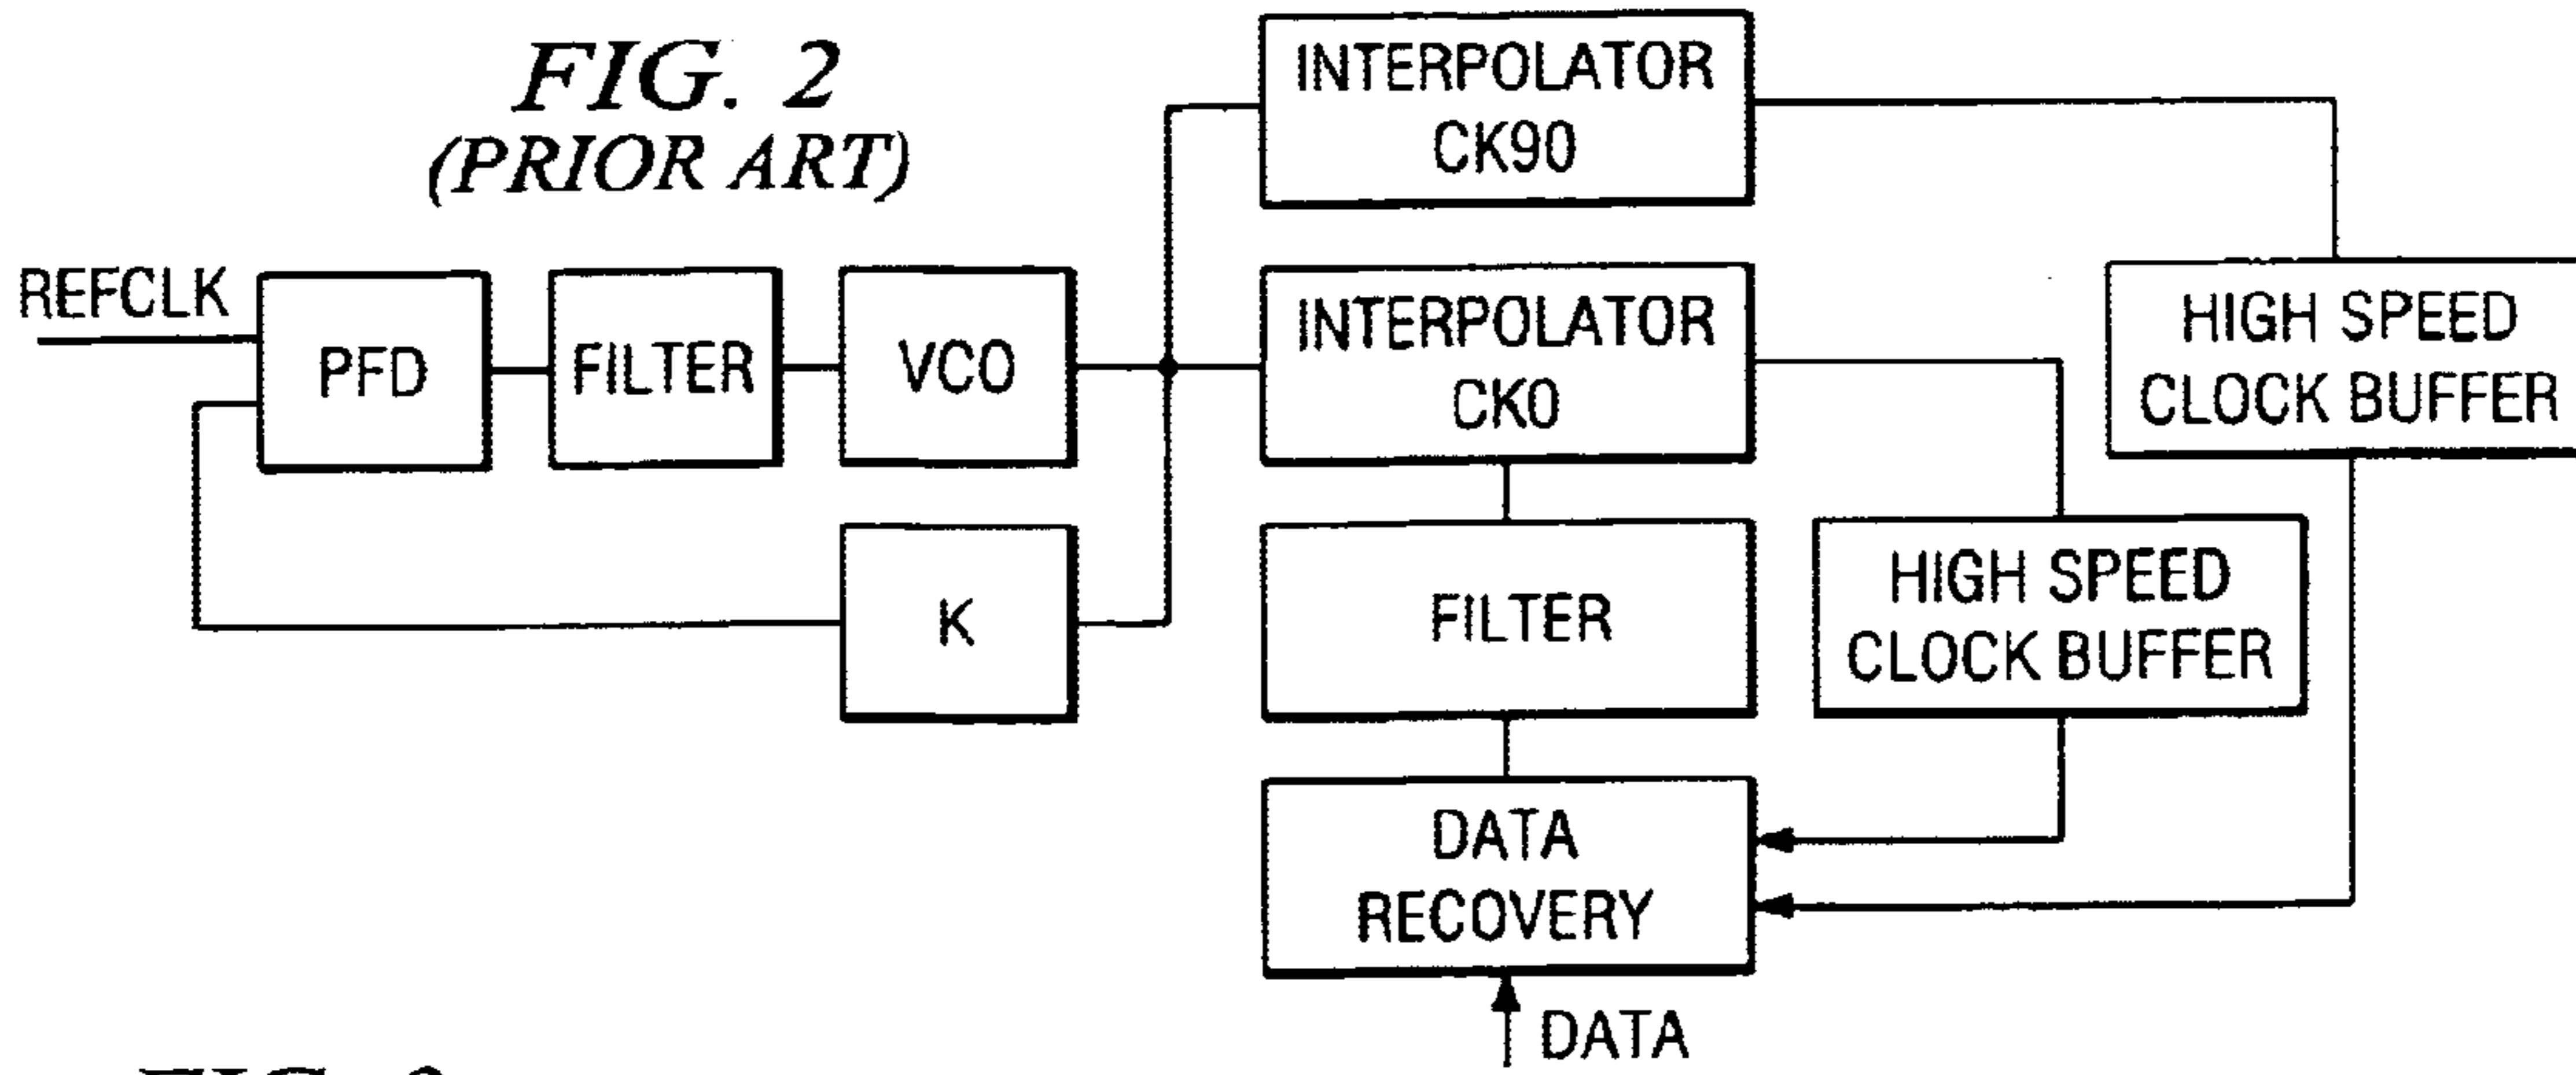 FIG. 2
(PRIOR ART)
INTERPOLATOR
CK90
REFCLK
PFD
FILTER
VCO
INTERPOLATOR
CK0
HIGH SPEED
CLOCK BUFFER
K
FILTER
HIGH SPEED
CLOCK BUFFER
DATA
RECOVERY
DATA